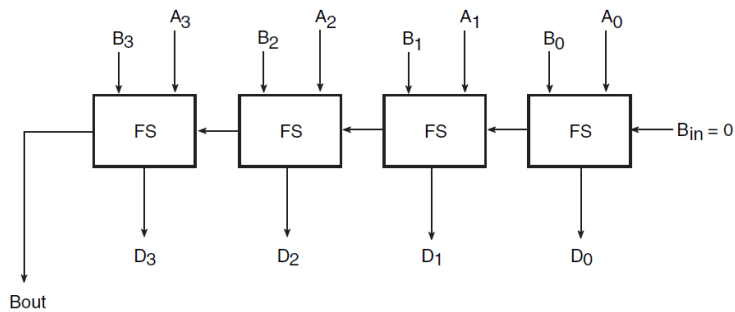 A3 A2 A1 A0
B3 B2 B1 B0
FS FS FS FS Bin = 0
D3 D2 D1 D0
Bout